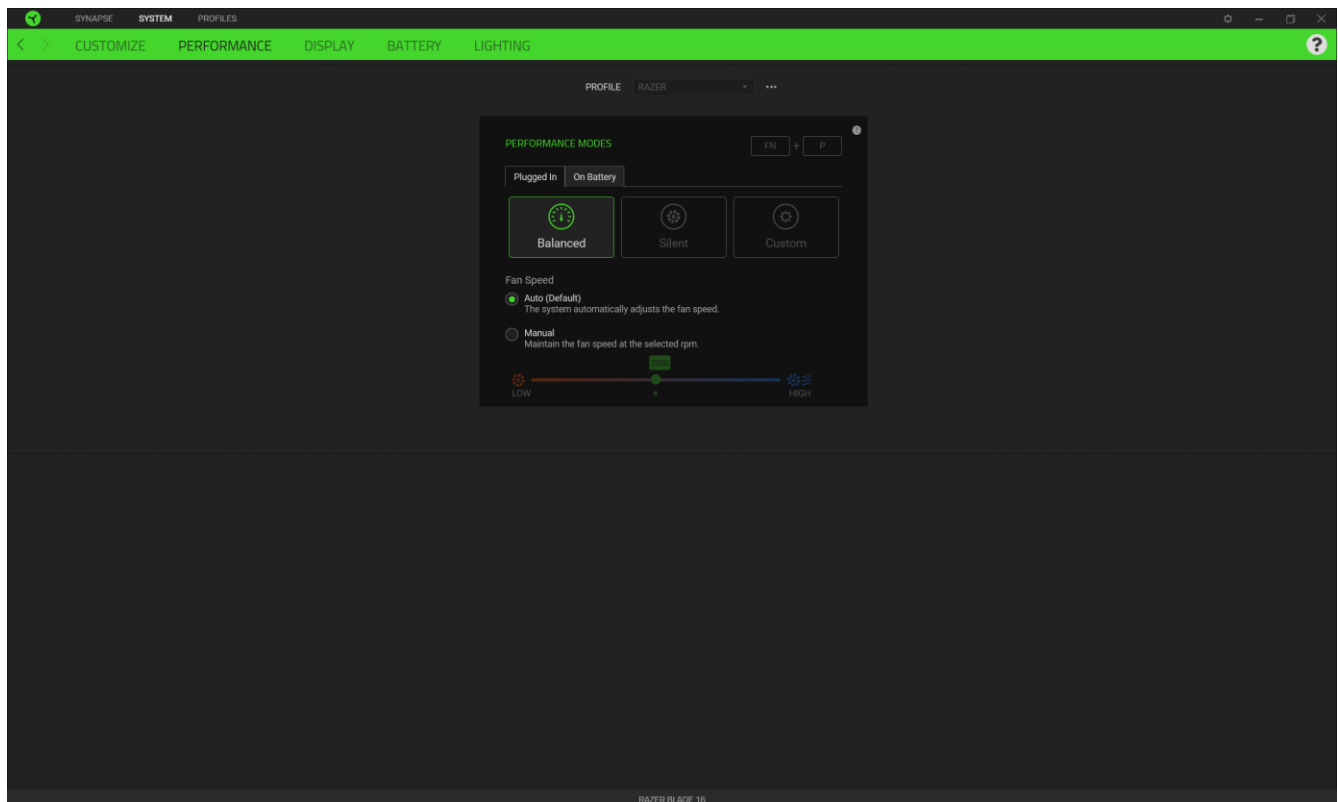 SYNAPSE SYSTEM PROFILES
CUSTOMIZE PERFORMANCE DISPLAY BATTERY LIGHTING ?
PROFILE RAZER •••
PERFORMANCE MODES FN + P ?
Plugged In On Battery
Balanced Silent Custom
Fan Speed
Auto (Default)
The system automatically adjusts the fan speed.
Manual
Maintain the fan speed at the selected rpm.
3500
LOW HIGH
RAZER BLADE 16